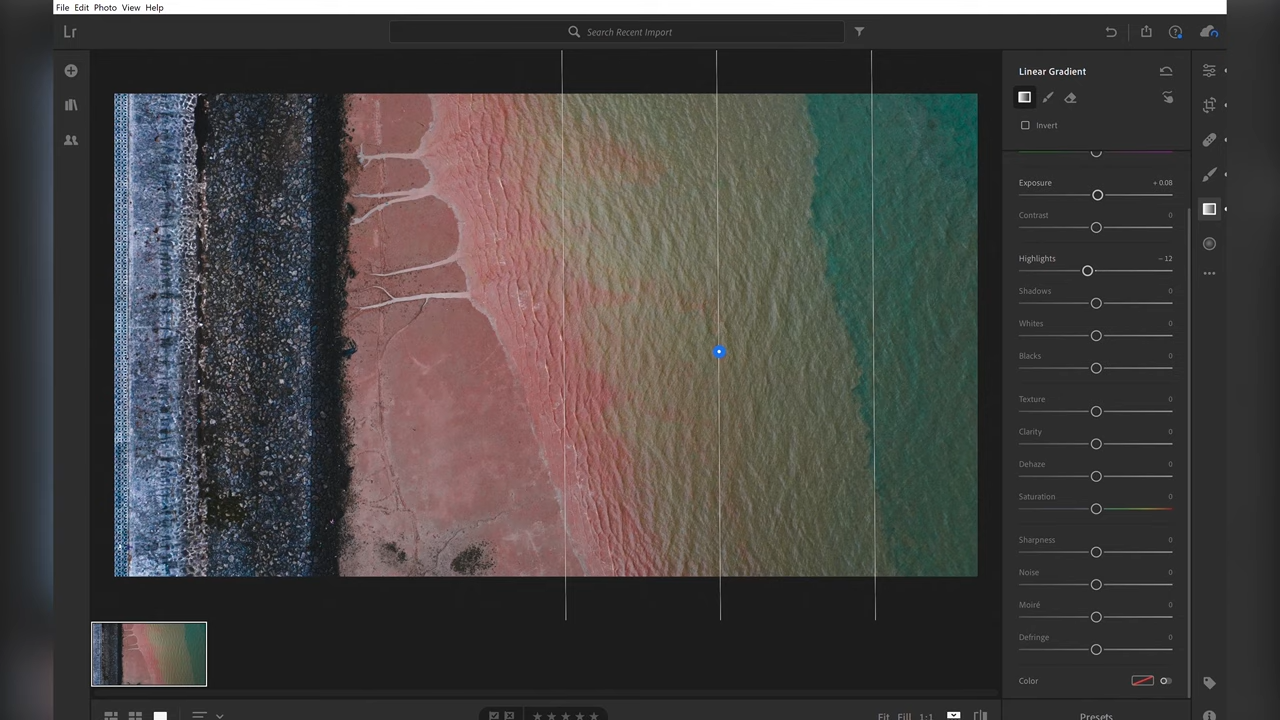 File Edit Photo View Help
Lr
Search Recent Import
Linear Gradient
Invert
Exposure + 0.08
Contrast 0
Highlights − 12
Shadows 0
Whites 0
Blacks 0
Texture 0
Clarity 0
Dehaze 0
Saturation 0
Sharpness 0
Noise 0
Moiré 0
Defringe 0
Color
Fit Fill 1:1
Presets